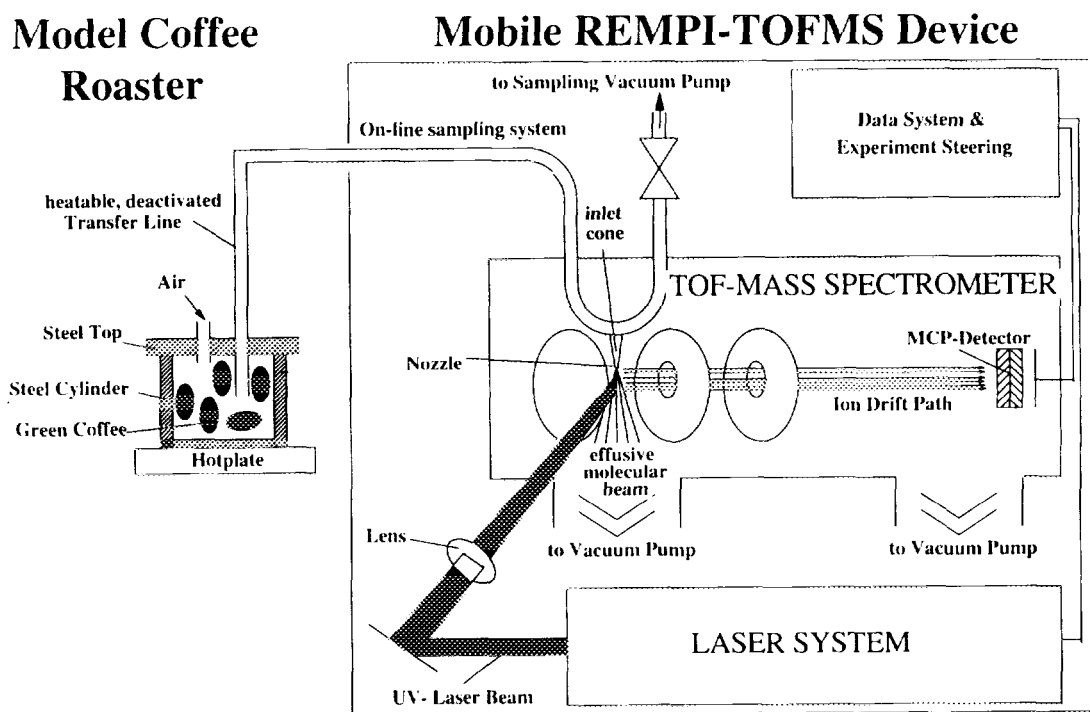 Model Coffee
Roaster
Mobile REMPI-TOFMS Device
to Sampling Vacuum Pump
On-line sampling system
Data System &
Experiment Steering
heatable, deactivated
Transfer Line
inlet
cone
Air
TOF-MASS SPECTROMETER
Steel Top
MCP-Detector
Nozzle
Steel Cylinder
Ion Drift Path
Green Coffee
Hotplate
effusive
molecular
beam
Lens
to Vacuum Pump
to Vacuum Pump
LASER SYSTEM
UV- Laser Beam